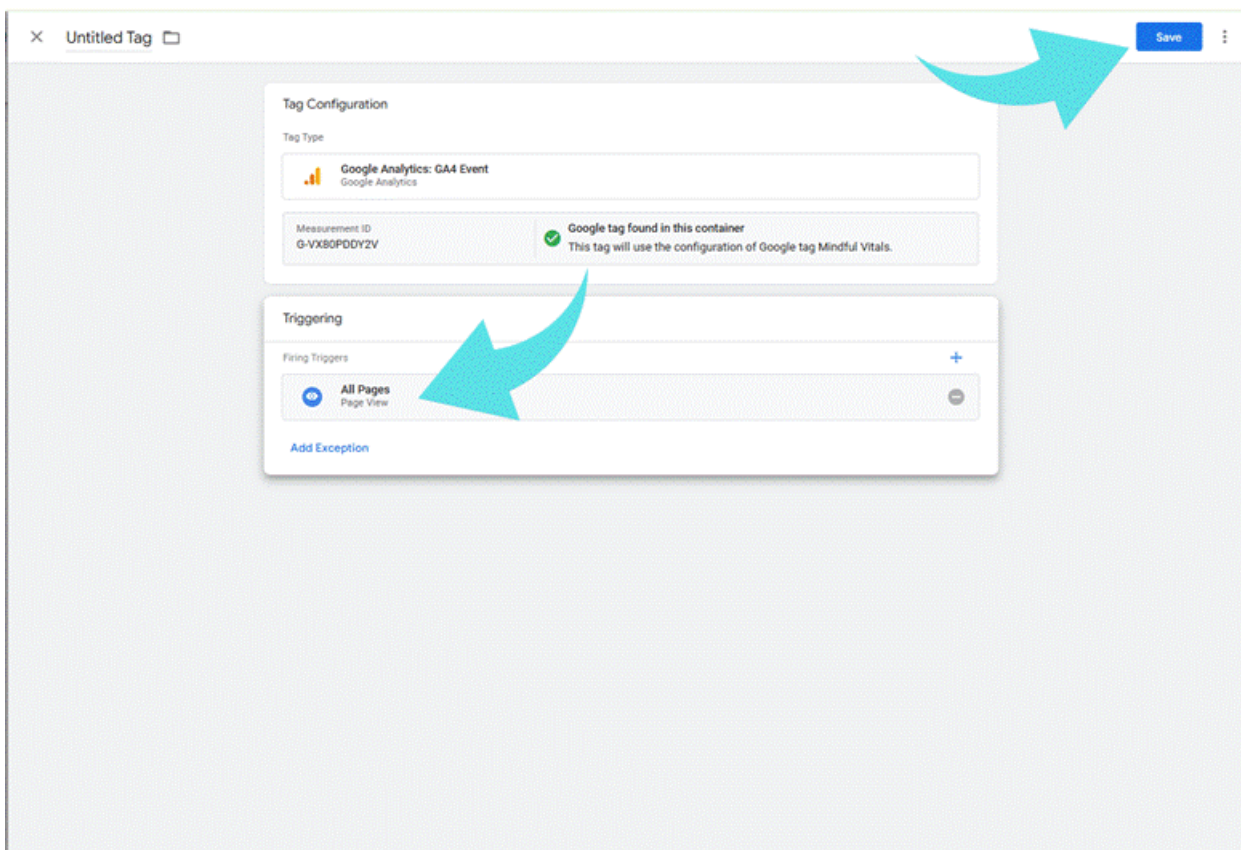 Untitled Tag
Save
Tag Configuration
Tag Type
Google Analytics: GA4 Event
Google Analytics
Measurement ID
G-VX80PDDY2V
Google tag found in this container
This tag will use the configuration of Google tag Mindful Vitals.
Triggering
Firing Triggers
All Pages
Page View
Add Exception